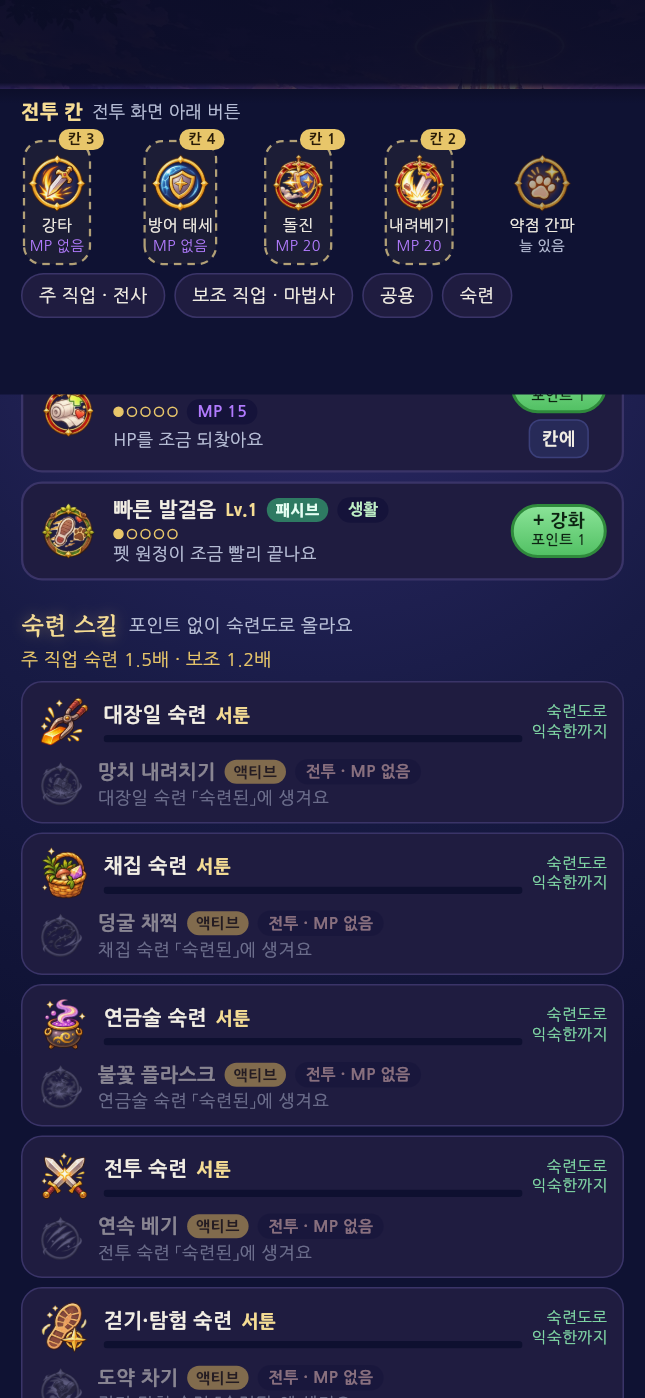 전투 칸 전투 화면 아래 버튼
칸 3 칸 4 칸 1 칸 2
강타 방어 태세 돌진 내려베기 약점 간파
MP 없음 MP 없음 MP 20 MP 20 늘 있음
주 직업 · 전사 보조 직업 · 마법사 공용 숙련
포인트 1
MP 15
HP를 조금 되찾아요
칸에
빠른 발걸음 Lv.1 패시브 생활
+ 강화
포인트 1
펫 원정이 조금 빨리 끝나요
숙련 스킬 포인트 없이 숙련도로 올라요
주 직업 숙련 1.5배 · 보조 1.2배
대장일 숙련 서툰
숙련도로
익숙한까지
망치 내려치기 액티브 전투 · MP 없음
대장일 숙련 「숙련된」에 생겨요
채집 숙련 서툰
숙련도로
익숙한까지
덩굴 채찍 액티브 전투 · MP 없음
채집 숙련 「숙련된」에 생겨요
연금술 숙련 서툰
숙련도로
익숙한까지
불꽃 플라스크 액티브 전투 · MP 없음
연금술 숙련 「숙련된」에 생겨요
전투 숙련 서툰
숙련도로
익숙한까지
연속 베기 액티브 전투 · MP 없음
전투 숙련 「숙련된」에 생겨요
걷기·탐험 숙련 서툰
숙련도로
익숙한까지
도약 차기 액티브 전투 · MP 없음